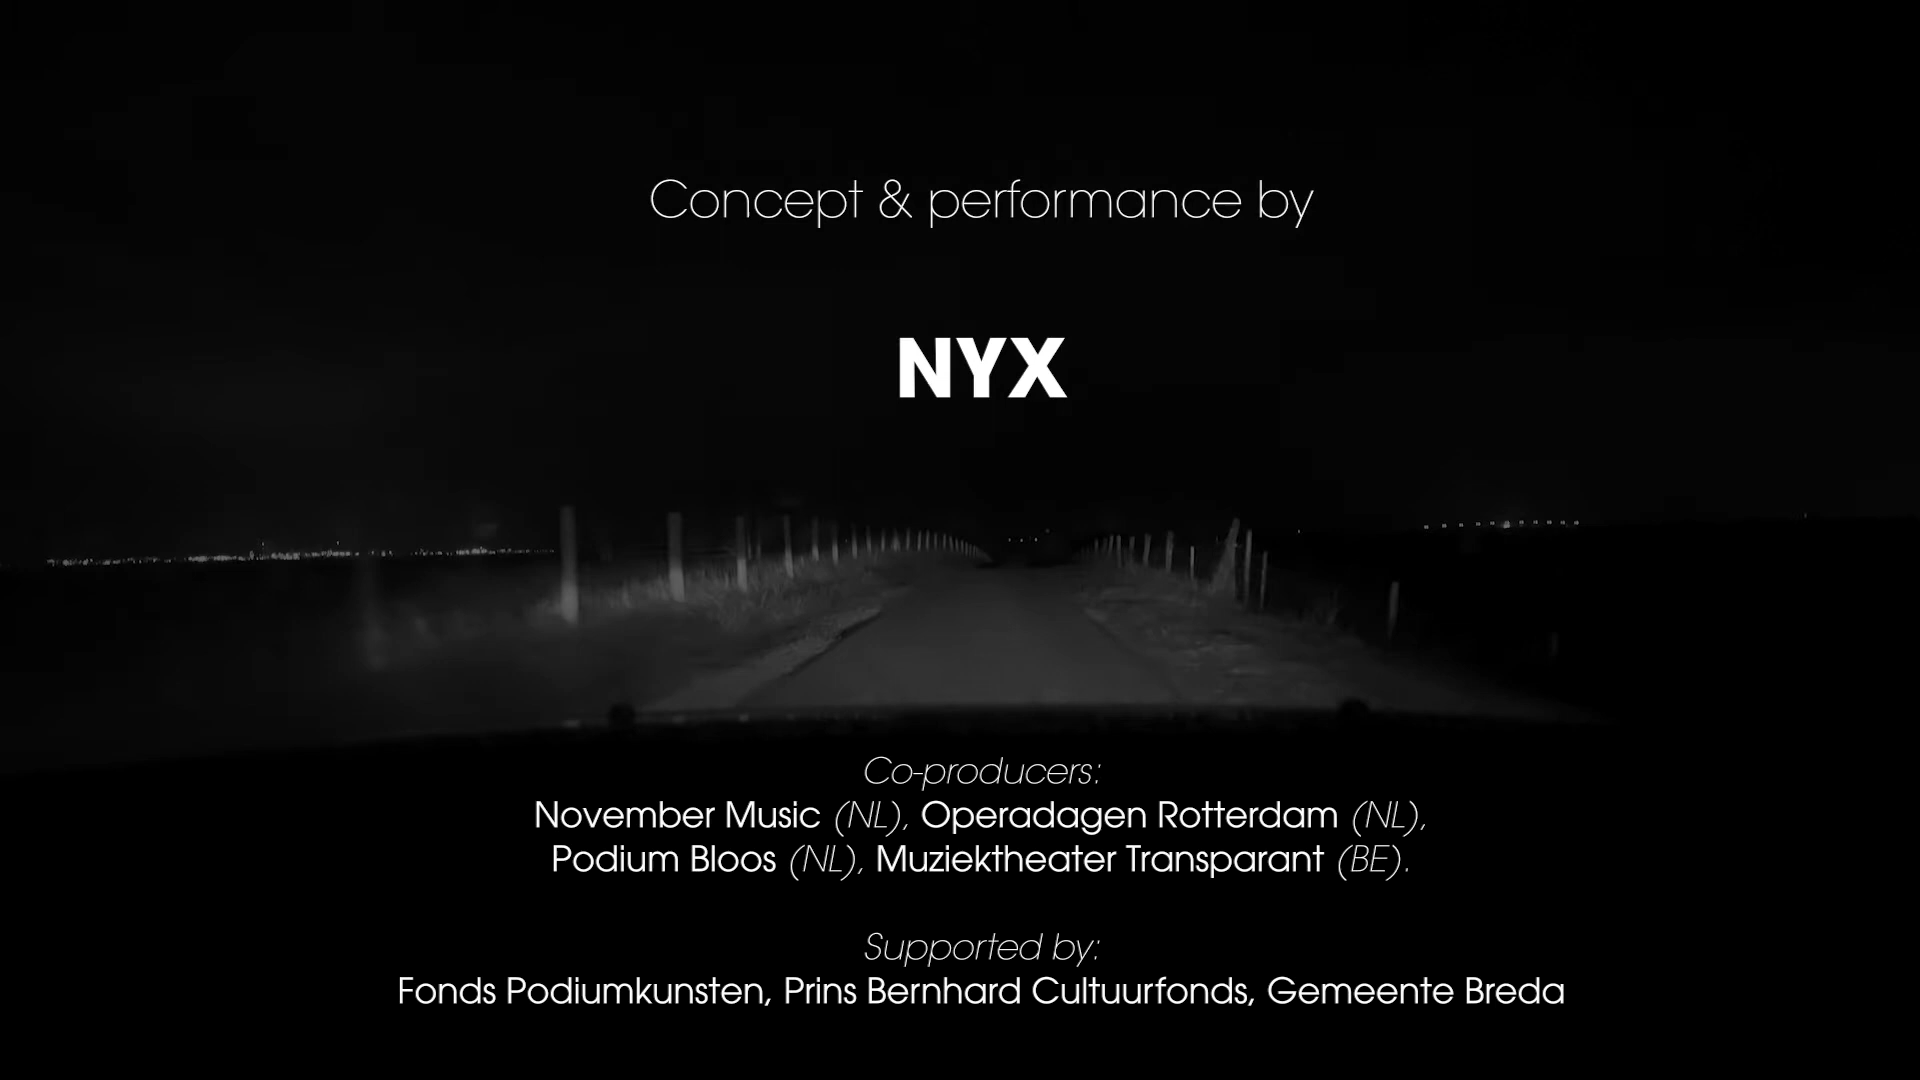 Concept & performance by
NYX
Co-producers:
November Music (NL), Operadagen Rotterdam (NL),
Podium Bloos (NL), Muziektheater Transparant (BE).
Supported by:
Fonds Podiumkunsten, Prins Bernhard Cultuurfonds, Gemeente Breda